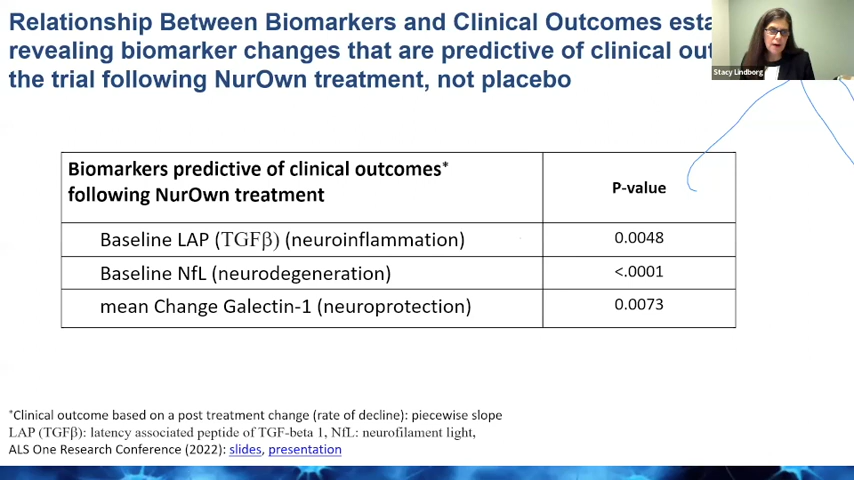 Relationship Between Biomarkers and Clinical Outcomes esta
revealing biomarker changes that are predictive of clinical out
the trial following NurOwn treatment, not placebo
Stacy Lindborg
Biomarkers predictive of clinical outcomes*
following NurOwn treatment
P-value
Baseline LAP (TGFβ) (neuroinflammation)
0.0048
Baseline NfL (neurodegeneration)
<.0001
mean Change Galectin-1 (neuroprotection)
0.0073
*Clinical outcome based on a post treatment change (rate of decline): piecewise slope
LAP (TGFβ): latency associated peptide of TGF-beta 1, NfL: neurofilament light,
ALS One Research Conference (2022): slides, presentation